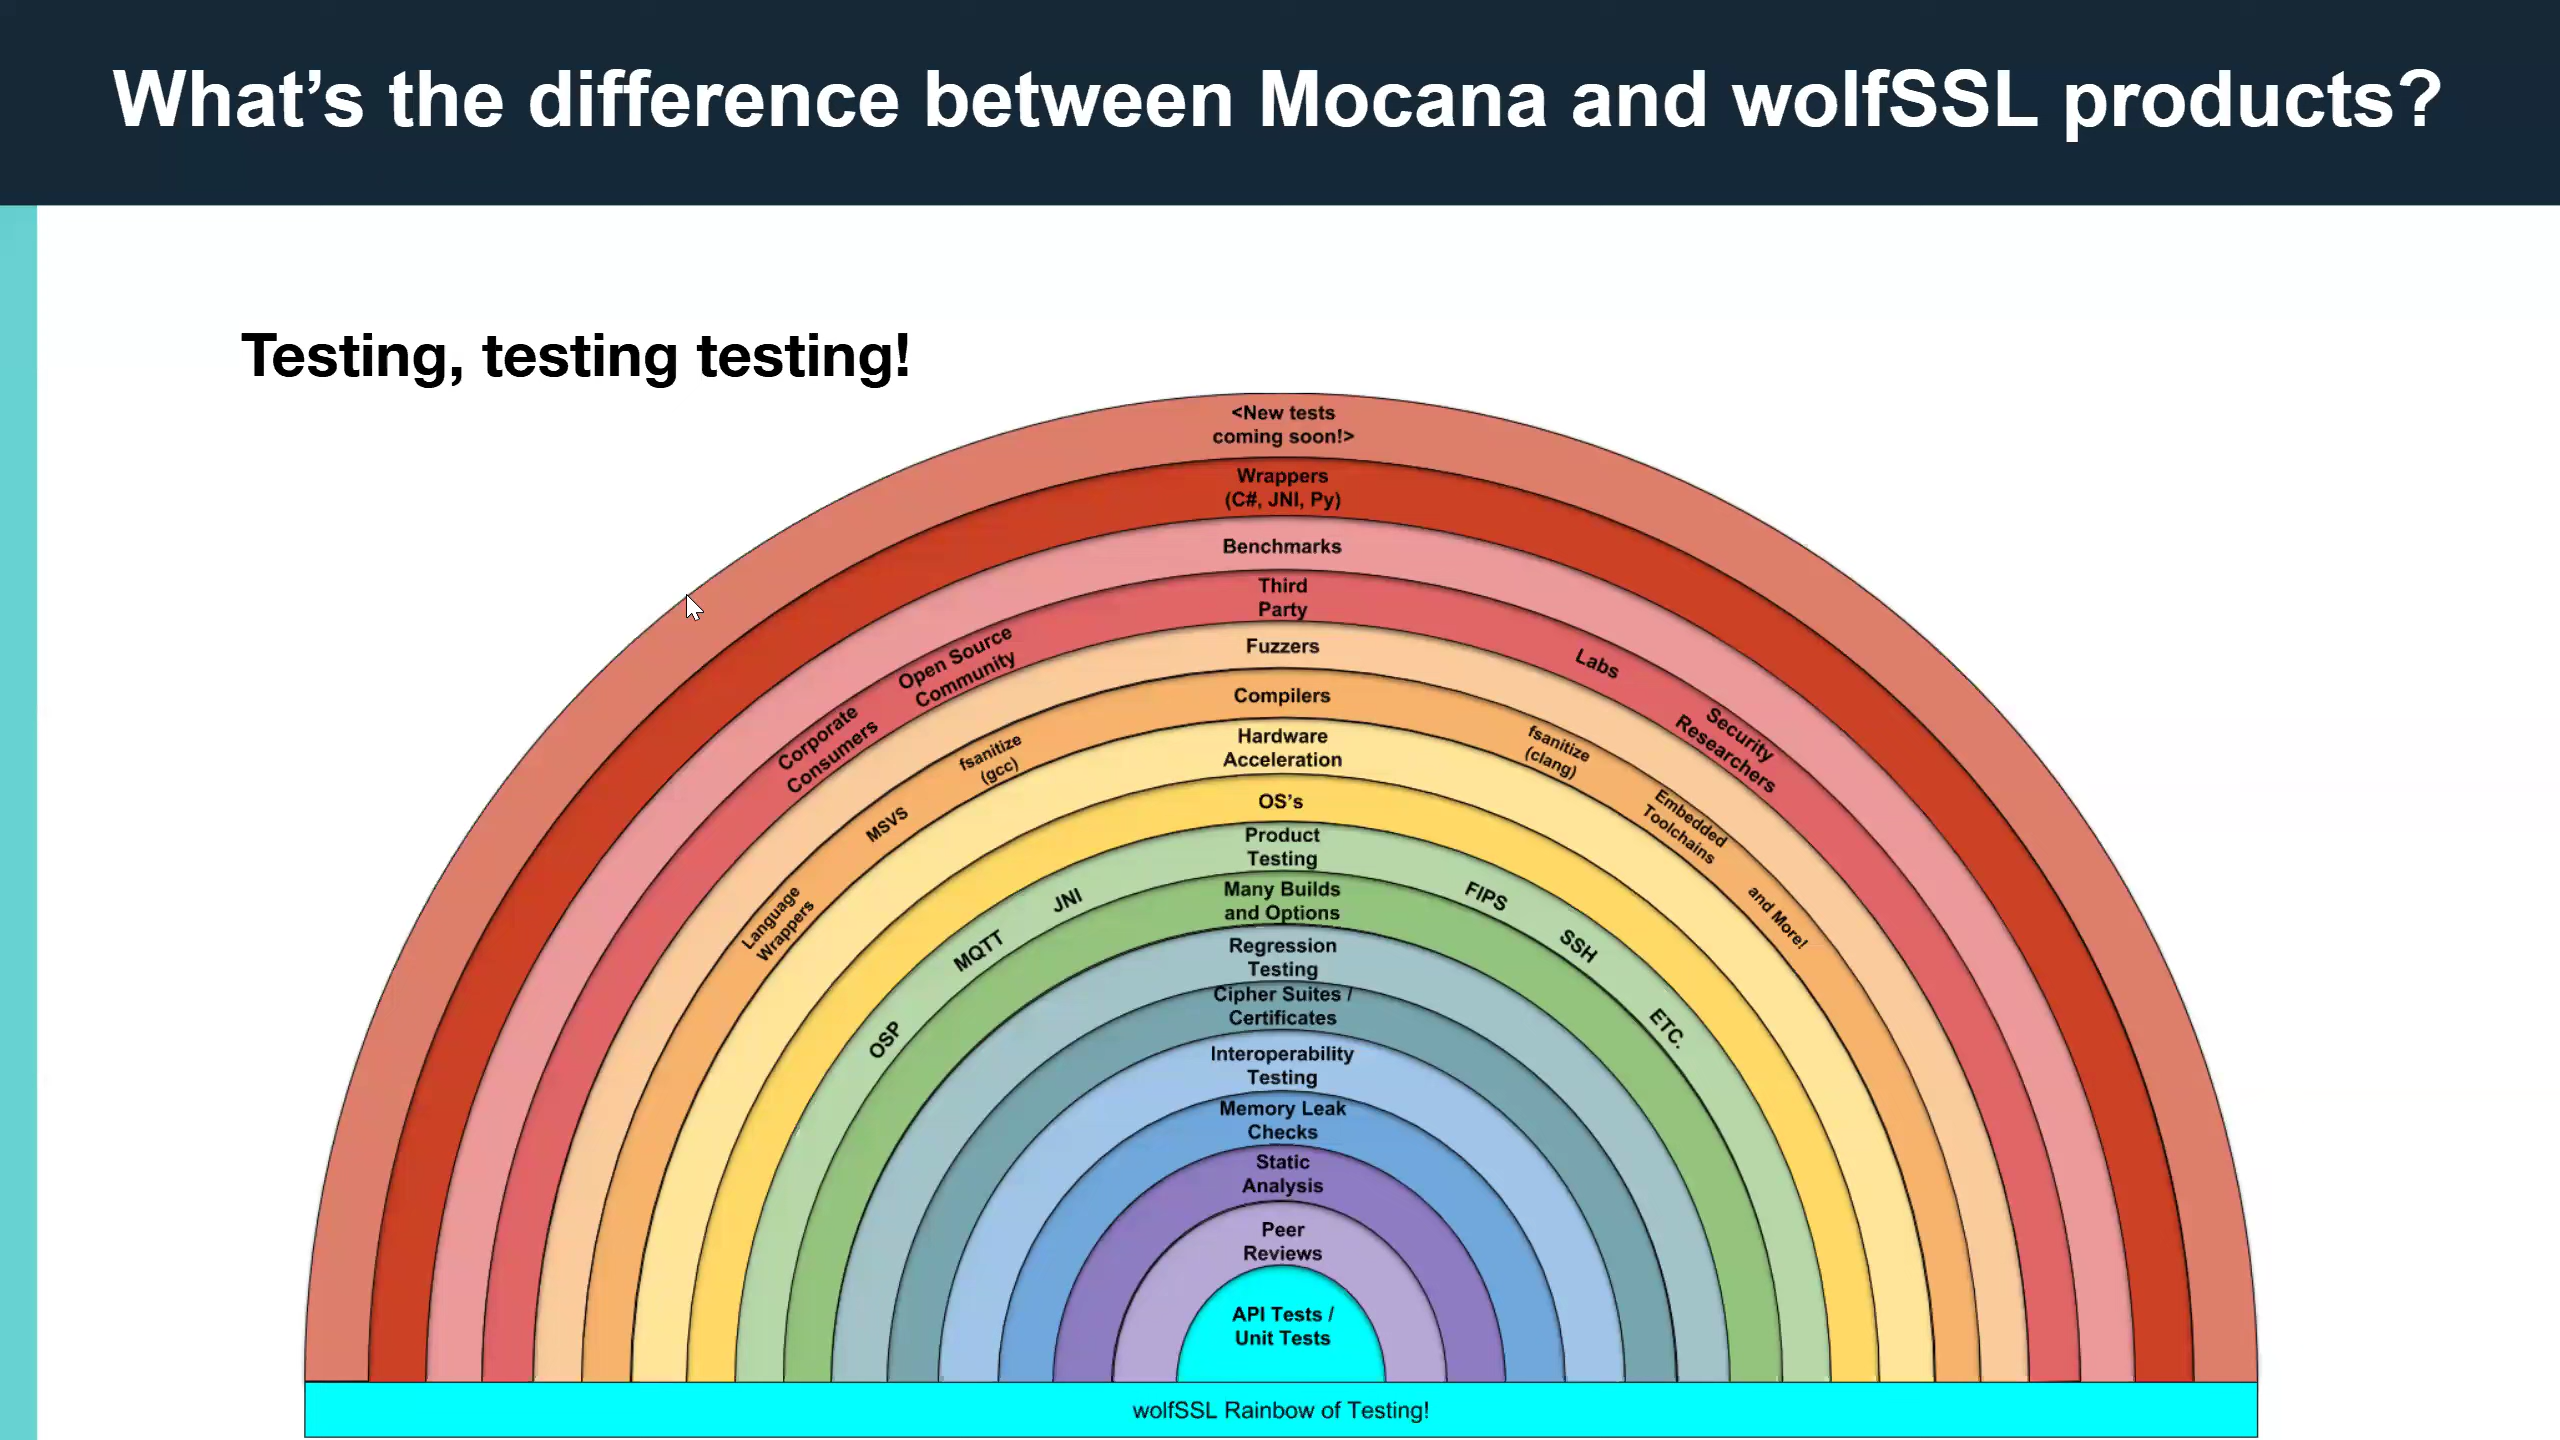 What’s the difference between Mocana and wolfSSL products?
Testing, testing testing!
<New tests
coming soon!>
Wrappers
(C#, JNI, Py)
Benchmarks
Third
Party
Corporate
Consumers
Open Source
Community
Labs
Security
Researchers
Fuzzers
Compilers
Language
Wrappers
MSVS
fsanitize
(gcc)
fsanitize
(clang)
Embedded
Toolchains
and More!
Hardware
Acceleration
OS’s
Product
Testing
OSP
MQTT
JNI
FIPS
SSH
ETC.
Many Builds
and Options
Regression
Testing
Cipher Suites /
Certificates
Interoperability
Testing
Memory Leak
Checks
Static
Analysis
Peer
Reviews
API Tests /
Unit Tests
wolfSSL Rainbow of Testing!